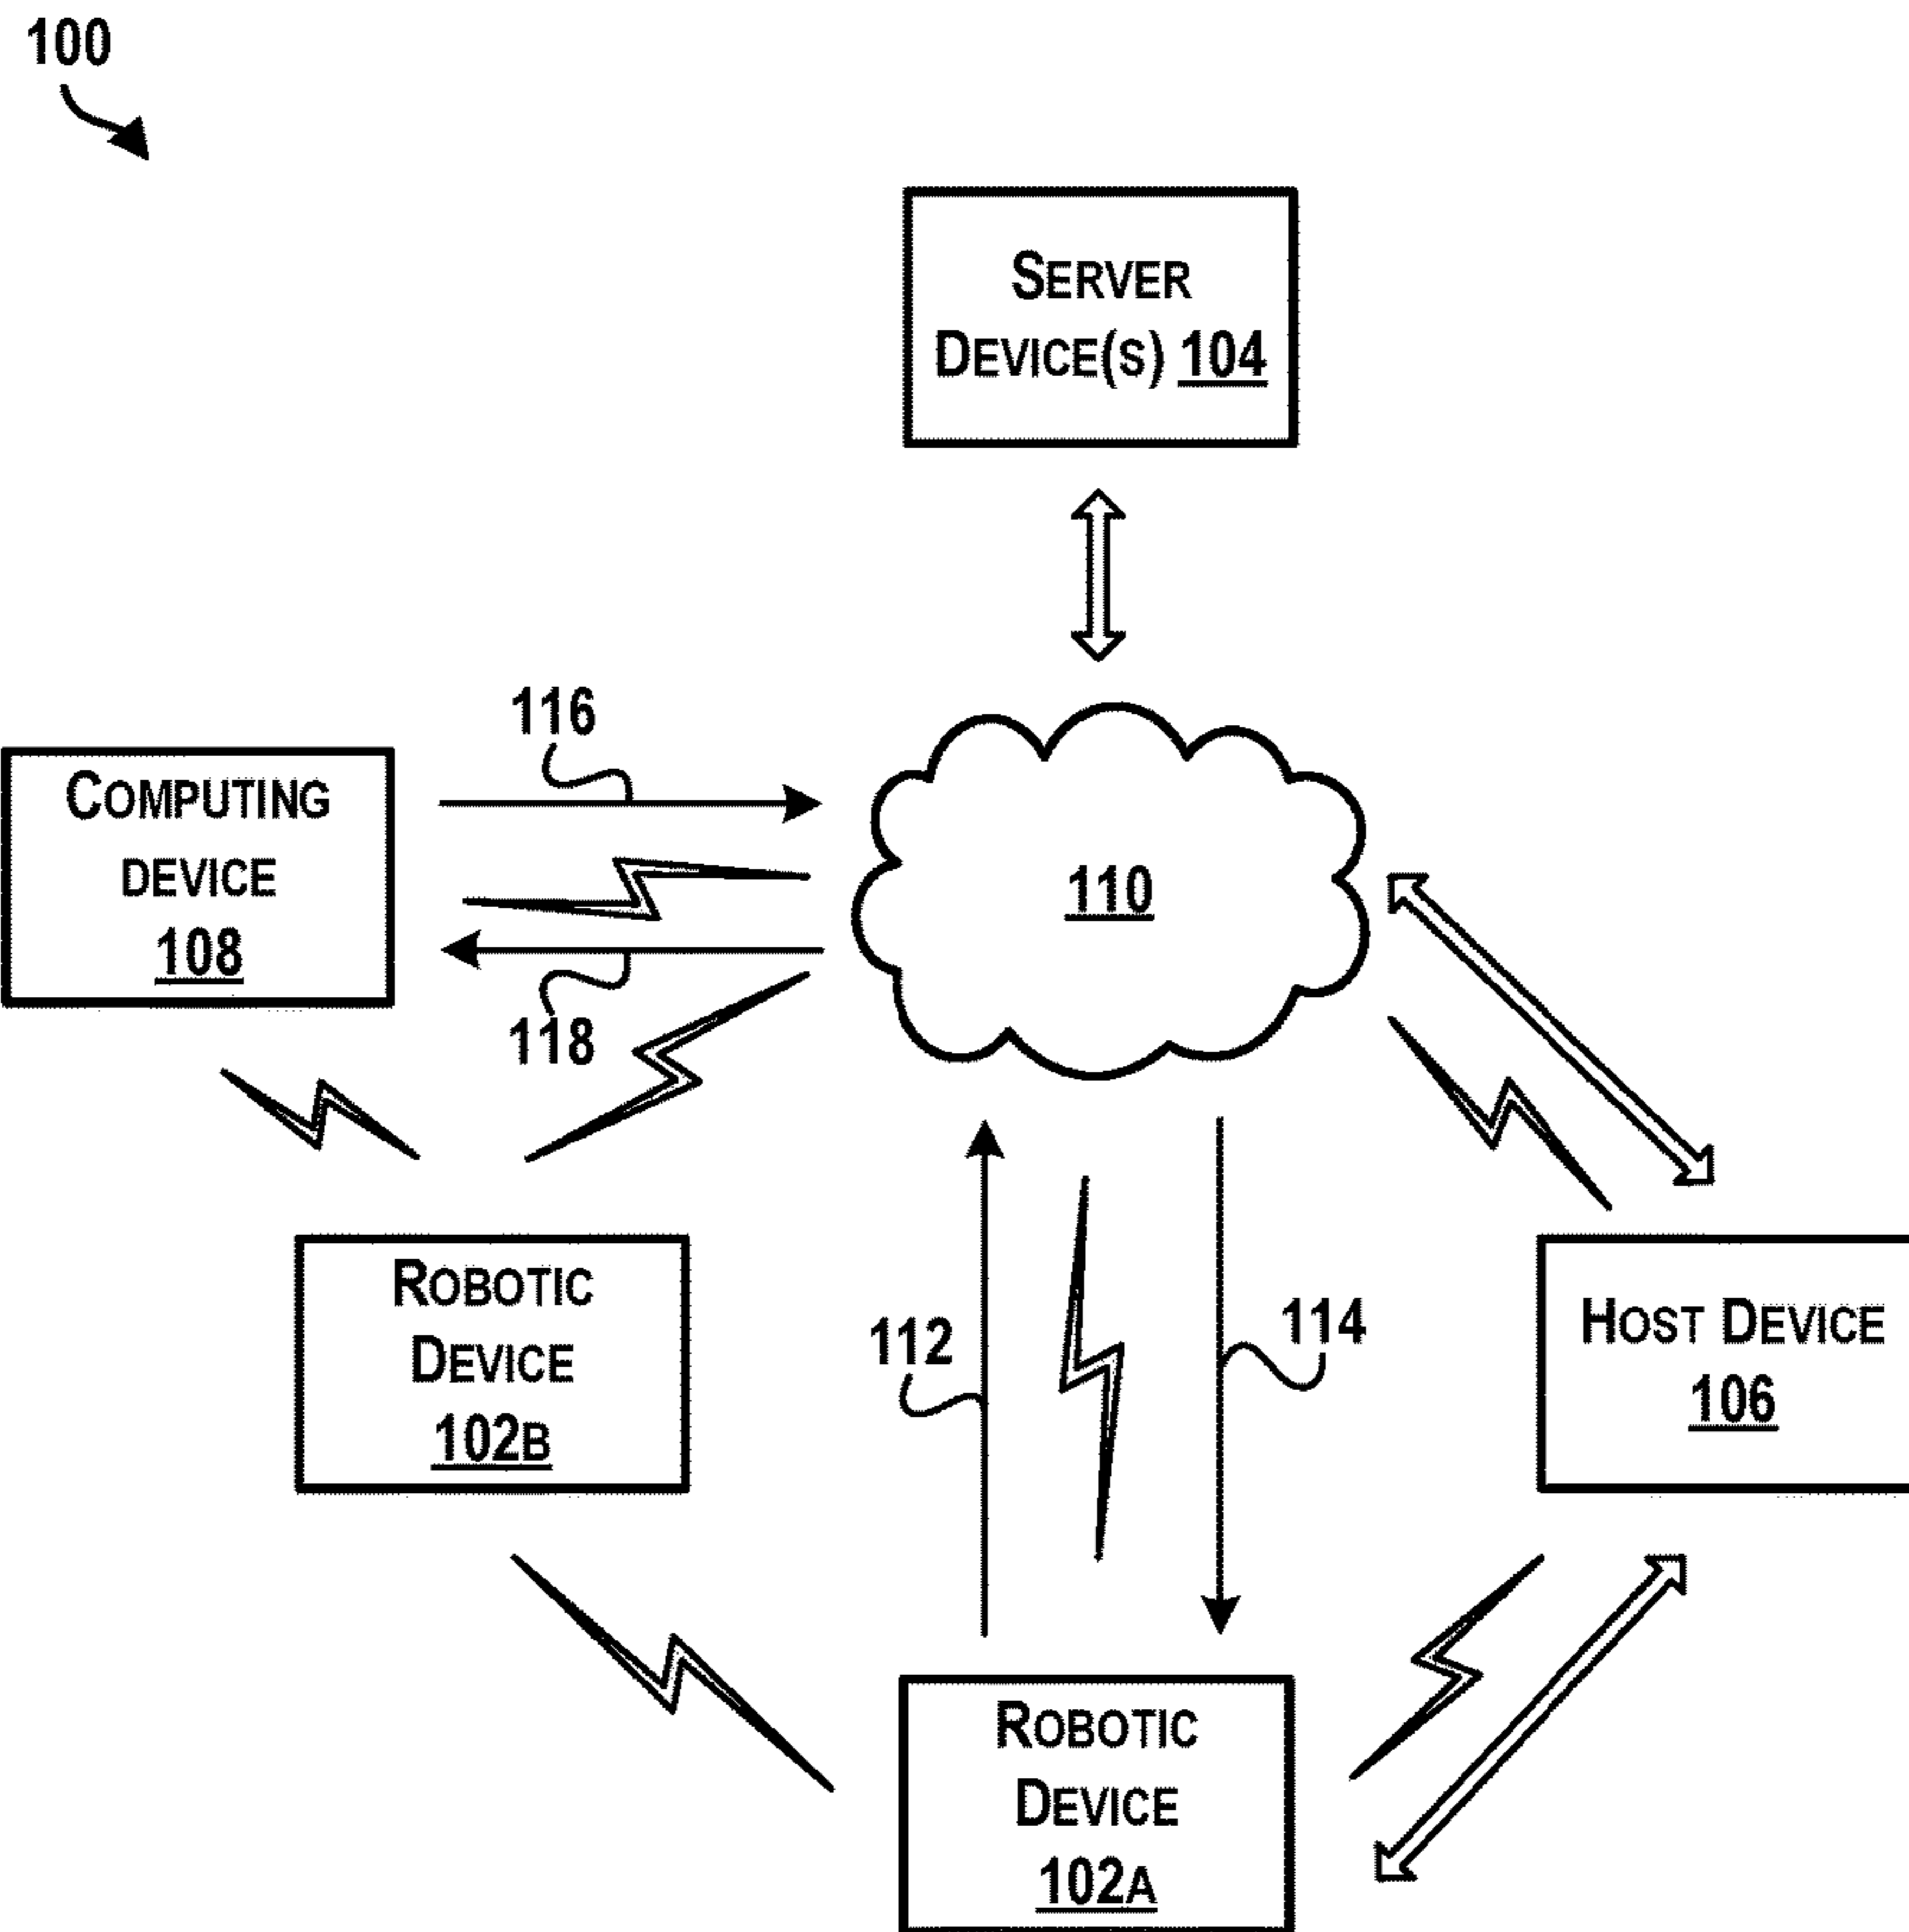 100
SERVER
DEVICE(S) 104
116
COMPUTING
DEVICE
108
110
118
ROBOTIC
DEVICE
102B
112
114
HOST DEVICE
106
ROBOTIC
DEVICE
102A